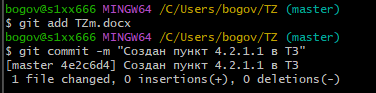 bogov@s1xx666 MINGW64 /C/Users/bogov/TZ (master)
$ git add TZm.docx
bogov@s1xx666 MINGW64 /C/Users/bogov/TZ (master)
$ git commit -m "Создан пункт 4.2.1.1 в ТЗ"
[master 4e2c6d4] Создан пункт 4.2.1.1 в ТЗ
1 file changed, 0 insertions(+), 0 deletions(-)